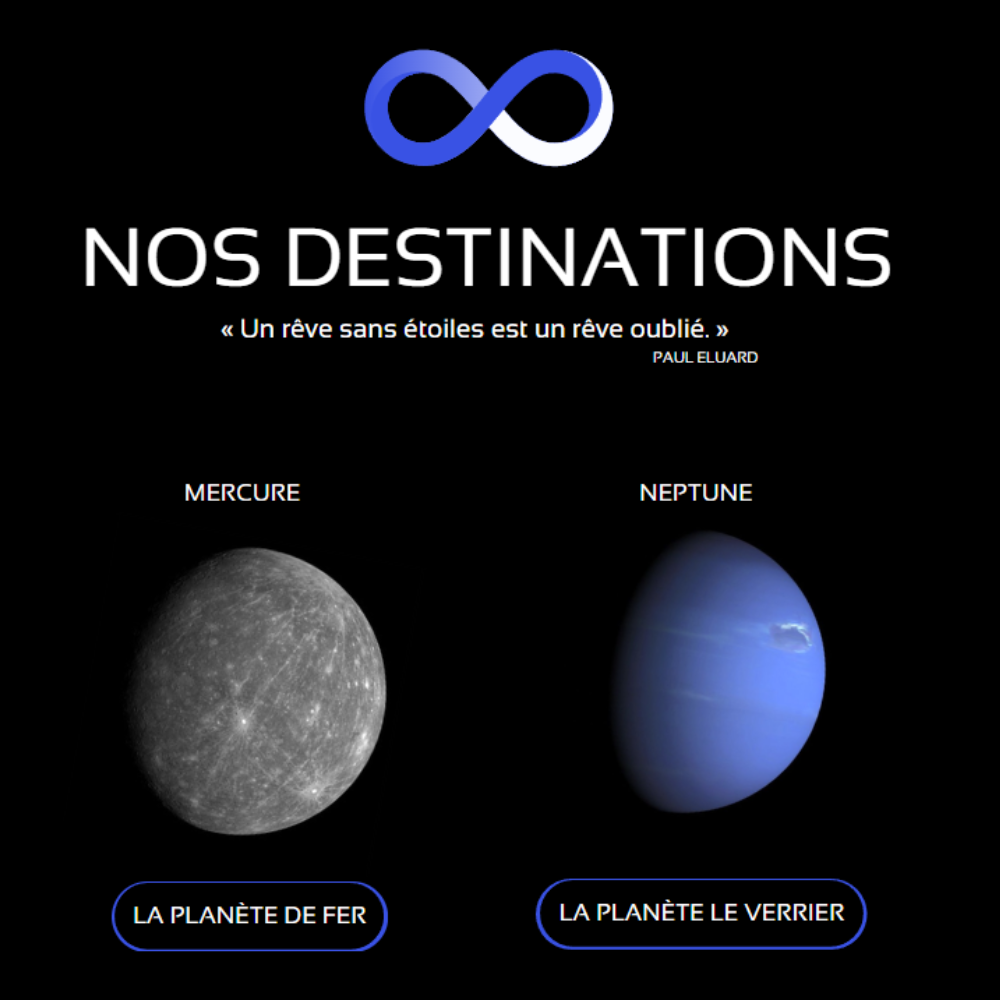 NOS DESTINATIONS
« Un rêve sans étoiles est un rêve oublié. »
PAUL ELUARD
MERCURE
NEPTUNE
LA PLANÈTE DE FER
LA PLANÈTE LE VERRIER